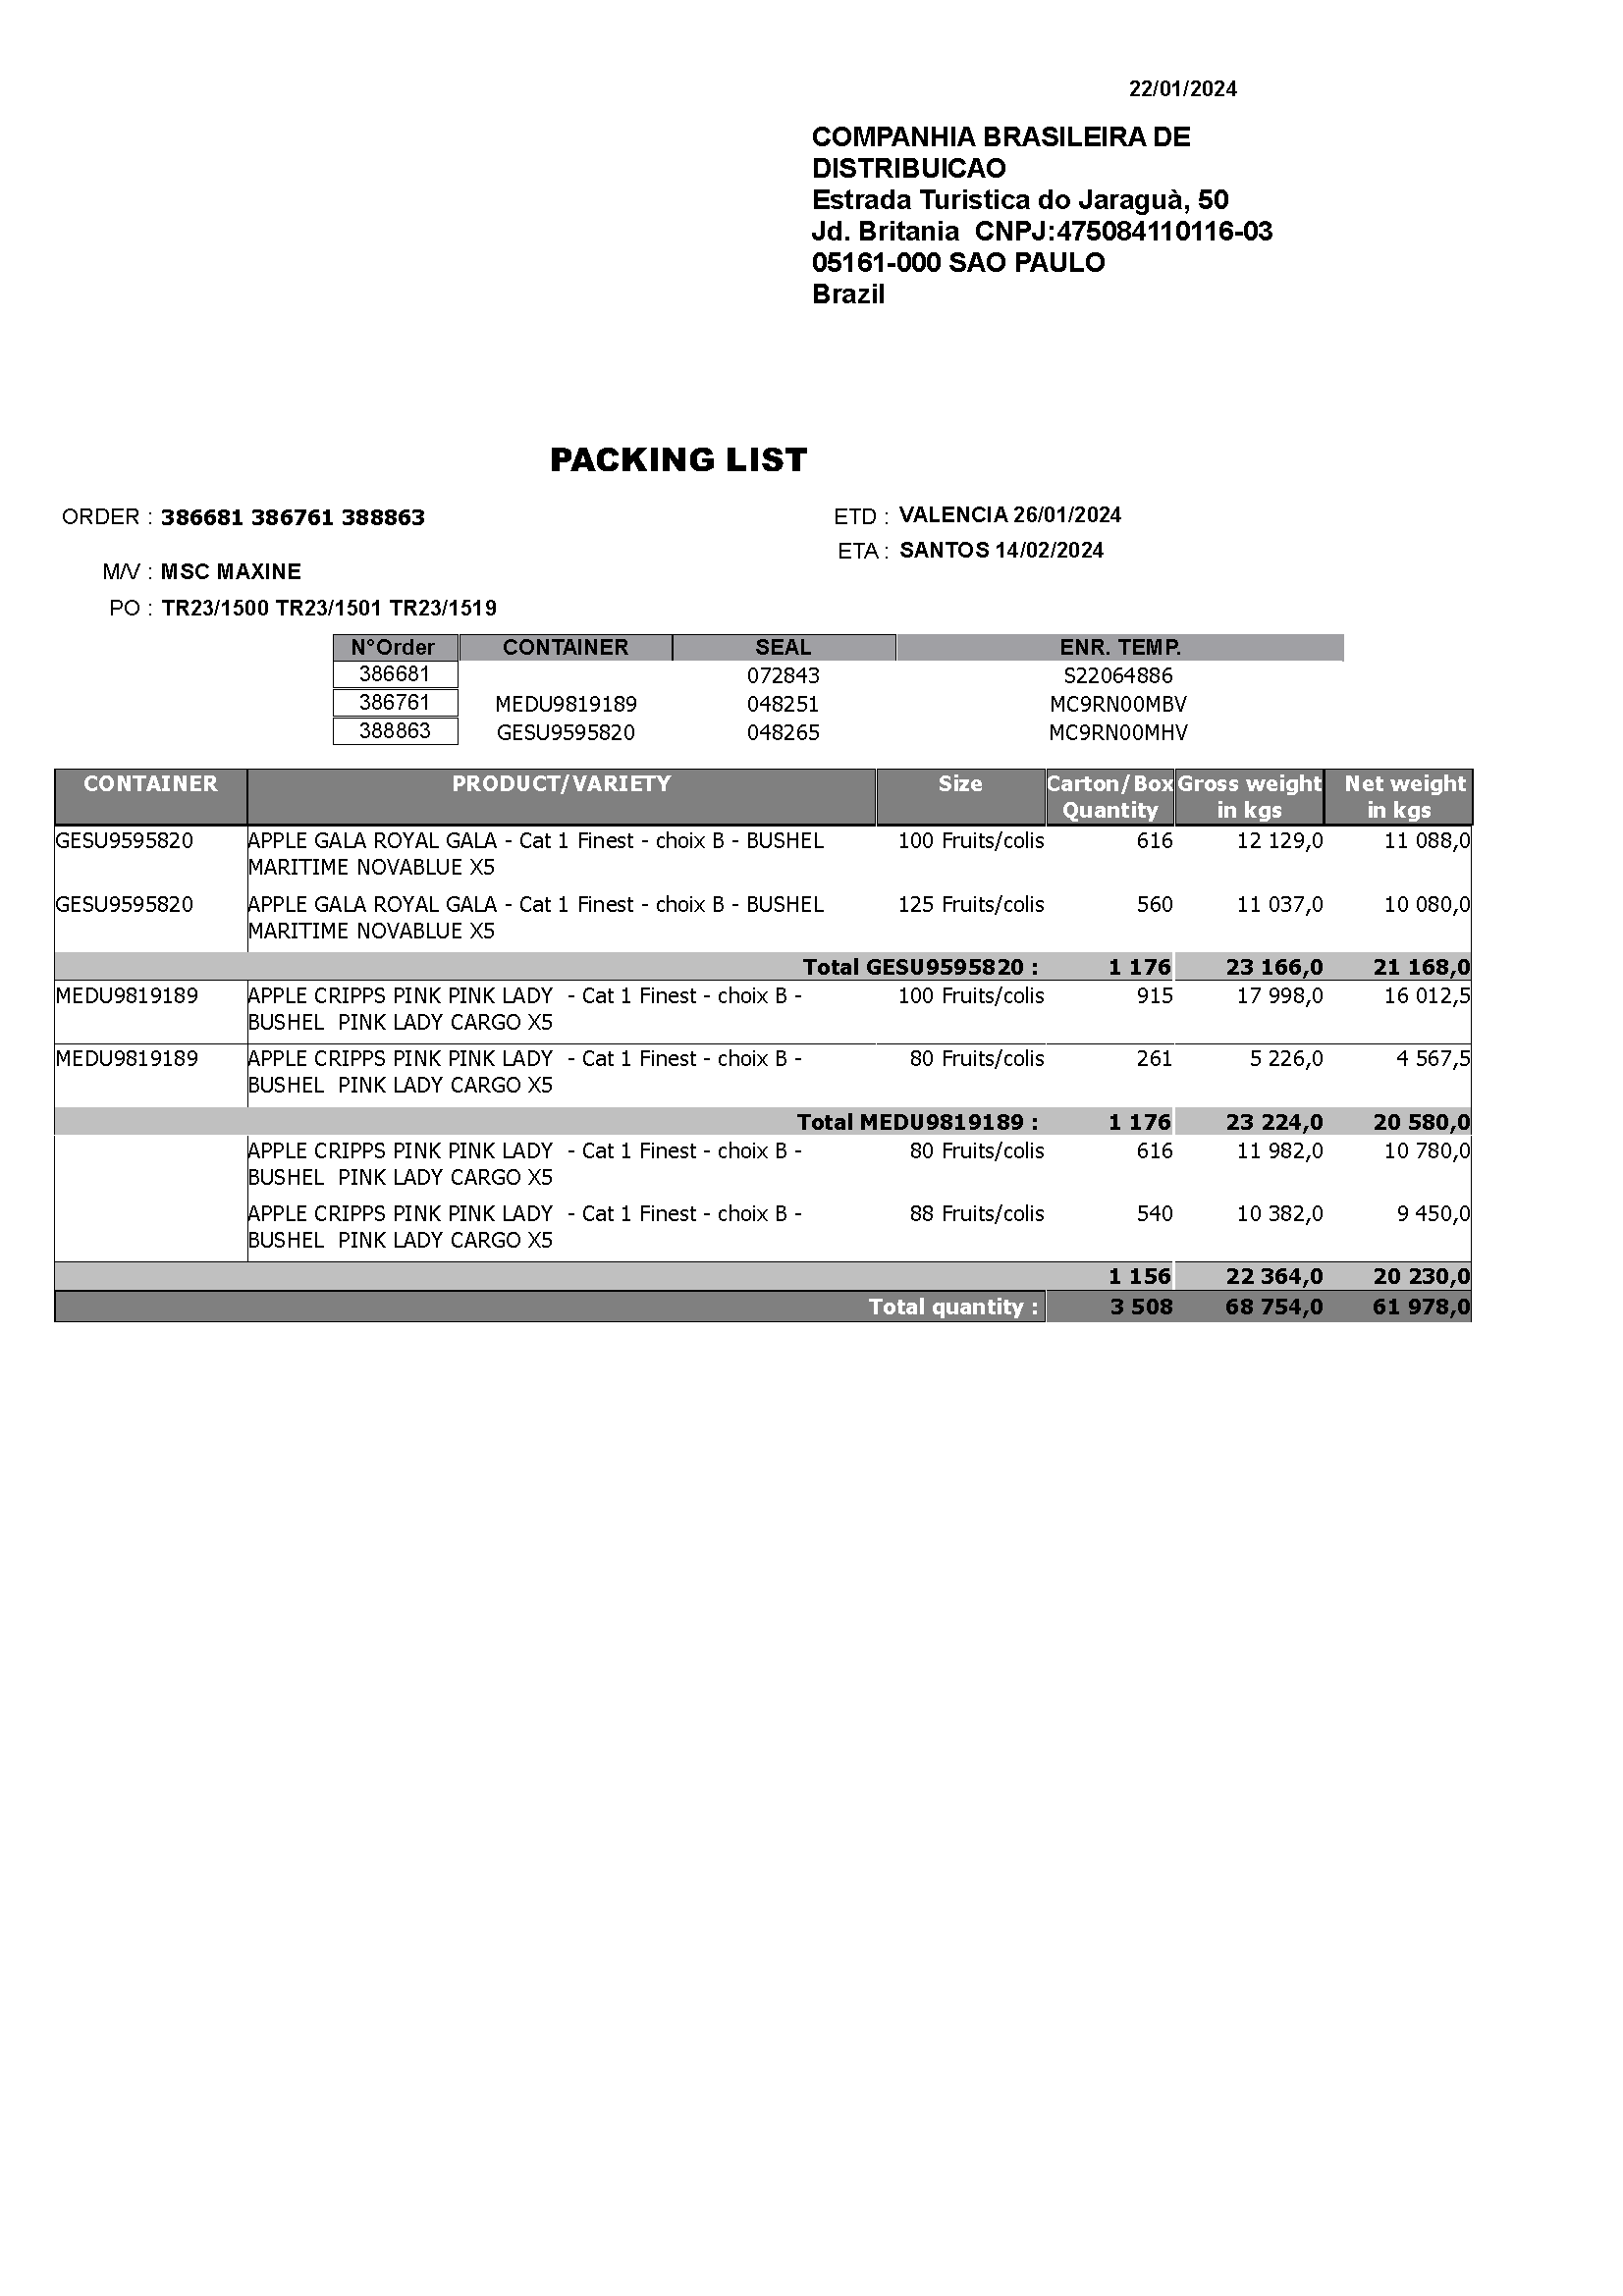 22/01/2024
COMPANHIA BRASILEIRA DE
DISTRIBUICAO
Estrada Turistica do Jaraguà, 50
Jd. Britania  CNPJ:475084110116-03
05161-000 SAO PAULO
Brazil
PACKING LIST
ORDER : 386681 386761 388863
ETD : VALENCIA 26/01/2024
ETA : SANTOS 14/02/2024
M/V : MSC MAXINE
PO : TR23/1500 TR23/1501 TR23/1519
N°Order CONTAINER SEAL ENR. TEMP.
386681 072843 S22064886
386761 MEDU9819189 048251 MC9RN00MBV
388863 GESU9595820 048265 MC9RN00MHV
CONTAINER PRODUCT/VARIETY Size Carton/Box Gross weight Net weight
Quantity in kgs in kgs
GESU9595820 APPLE GALA ROYAL GALA - Cat 1 Finest - choix B - BUSHEL 100 Fruits/colis 616 12 129,0 11 088,0
MARITIME NOVABLUE X5
GESU9595820 APPLE GALA ROYAL GALA - Cat 1 Finest - choix B - BUSHEL 125 Fruits/colis 560 11 037,0 10 080,0
MARITIME NOVABLUE X5
Total GESU9595820 : 1 176 23 166,0 21 168,0
MEDU9819189 APPLE CRIPPS PINK PINK LADY  - Cat 1 Finest - choix B - 100 Fruits/colis 915 17 998,0 16 012,5
BUSHEL  PINK LADY CARGO X5
MEDU9819189 APPLE CRIPPS PINK PINK LADY  - Cat 1 Finest - choix B - 80 Fruits/colis 261 5 226,0 4 567,5
BUSHEL  PINK LADY CARGO X5
Total MEDU9819189 : 1 176 23 224,0 20 580,0
APPLE CRIPPS PINK PINK LADY  - Cat 1 Finest - choix B - 80 Fruits/colis 616 11 982,0 10 780,0
BUSHEL  PINK LADY CARGO X5
APPLE CRIPPS PINK PINK LADY  - Cat 1 Finest - choix B - 88 Fruits/colis 540 10 382,0 9 450,0
BUSHEL  PINK LADY CARGO X5
1 156 22 364,0 20 230,0
Total quantity : 3 508 68 754,0 61 978,0